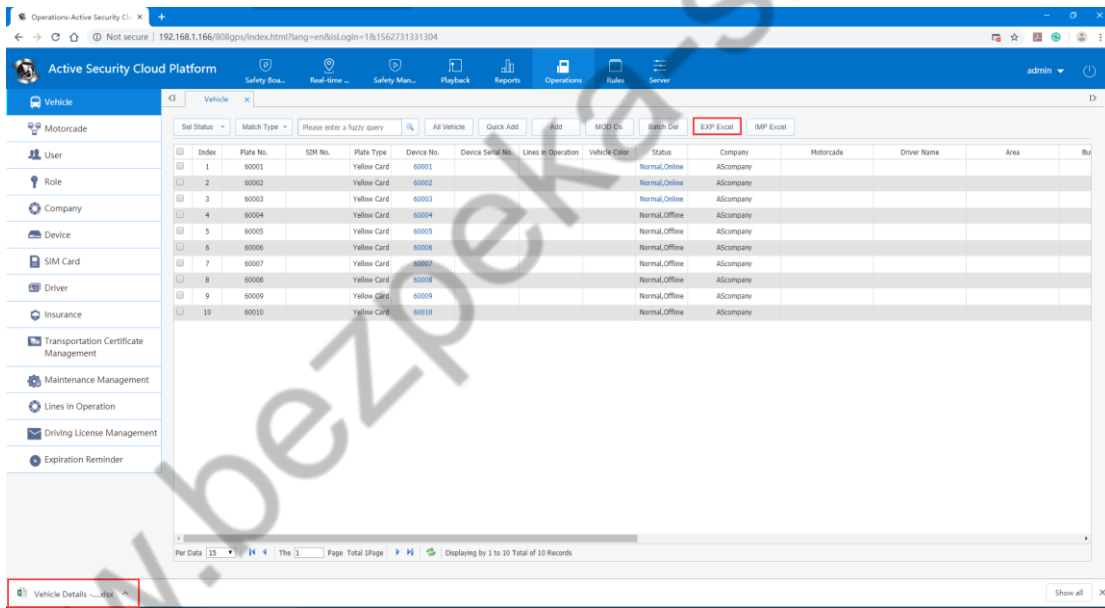 Operations-Active Security Cl
Not secure 192.168.1.166/808gps/index.html?lang=en&isLogin=1&1562731331304
Active Security Cloud Platform
Safety Boa... Real-time ... Safety Man... Playback Reports Operations Rules Server
admin
Vehicle
Motorcade
User
Role
Company
Device
SIM Card
Driver
Insurance
Transportation Certificate
Management
Maintenance Management
Lines in Operation
Driving License Management
Expiration Reminder
Vehicle
Sel Status Match Type Please enter a fuzzy query All Vehicle Quick Add Add MOD Co. Batch Del EXP Excel IMP Excel
Index Plate No. SIM No. Plate Type Device No. Device Serial No. Lines in Operation Vehicle Color Status Company Motorcade Driver Name Area Bu
1 60001 Yellow Card 60001 Normal,Online AScompany
2 60002 Yellow Card 60002 Normal,Online AScompany
3 60003 Yellow Card 60003 Normal,Online AScompany
4 60004 Yellow Card 60004 Normal,Offline AScompany
5 60005 Yellow Card 60005 Normal,Offline AScompany
6 60006 Yellow Card 60006 Normal,Offline AScompany
7 60007 Yellow Card 60007 Normal,Offline AScompany
8 60008 Yellow Card 60008 Normal,Offline AScompany
9 60009 Yellow Card 60009 Normal,Offline AScompany
10 60010 Yellow Card 60010 Normal,Offline AScompany
Per Data 15 The 1 Page Total 1Page Displaying by 1 to 10 Total of 10 Records
Vehicle Details -....xlsx
Show all
w.bezpeka-s